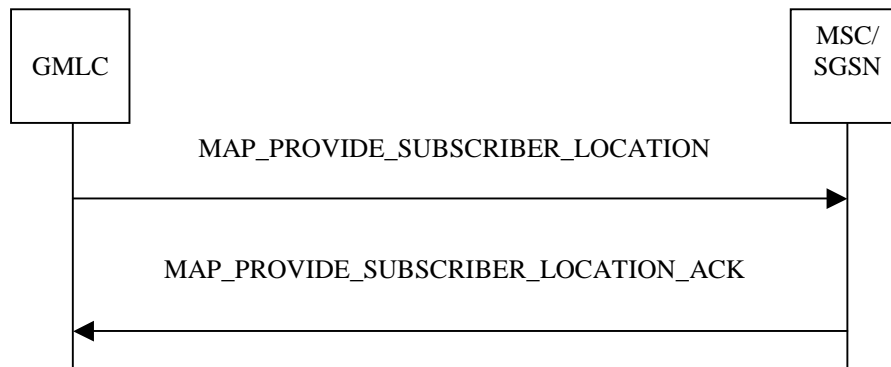 GMLC
MSC/
SGSN
MAP_PROVIDE_SUBSCRIBER_LOCATION
MAP_PROVIDE_SUBSCRIBER_LOCATION_ACK